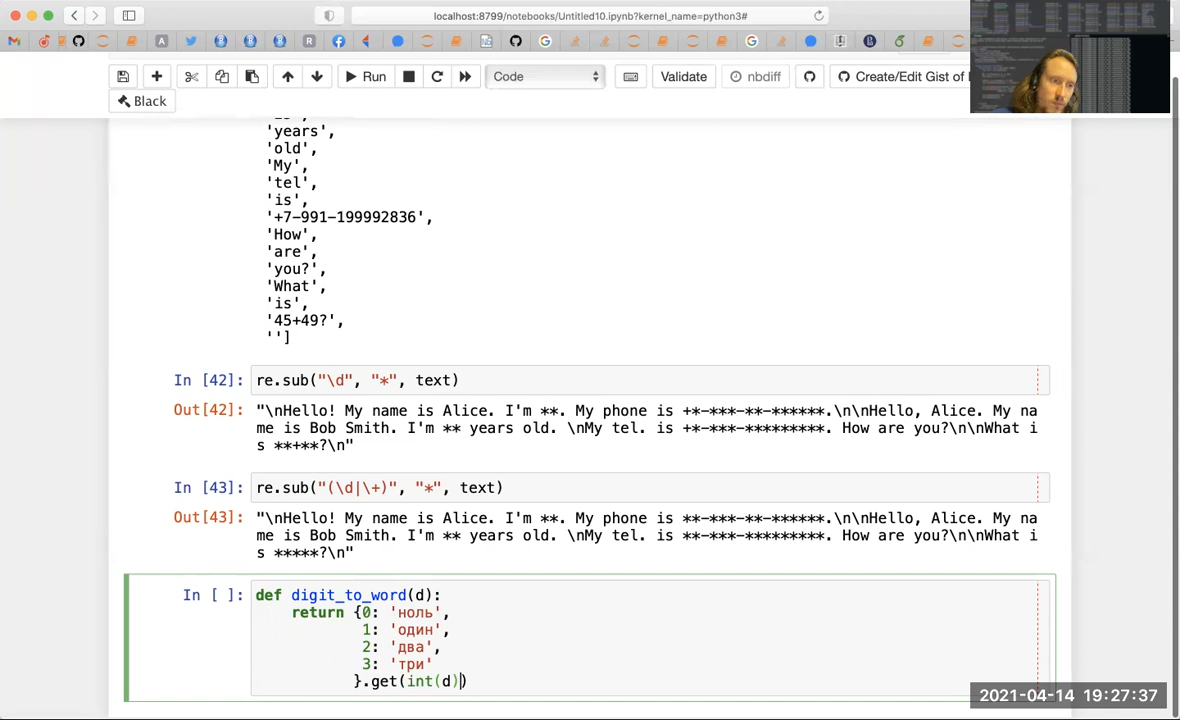 localhost:8799/notebooks/Untitled10.ipynb?kernel_name=python3#
Run
Code
Validate
nbdiff
Create/Edit Gist of
Black
'years',
'old',
'My',
'tel',
'is',
'+7-991-199992836',
'How',
'are',
'you?',
'What',
'is',
'45+49?',
'']
In [42]: re.sub("\d", "*", text)
Out[42]: "\nHello! My name is Alice. I'm **. My phone is +*-***-**-******.\n\nHello, Alice. My na
me is Bob Smith. I'm ** years old. \nMy tel. is +*-***-*********. How are you?\n\nWhat i
s **+**?\n"
In [43]: re.sub("(\d|\+)", "*", text)
Out[43]: "\nHello! My name is Alice. I'm **. My phone is **-***-**-******.\n\nHello, Alice. My na
me is Bob Smith. I'm ** years old. \nMy tel. is **-***-*********. How are you?\n\nWhat i
s *****?\n"
In [ ]: def digit_to_word(d):
return {0: 'ноль',
1: 'один',
2: 'два',
3: 'три'
}.get(int(d))
2021-04-14 19:27:37